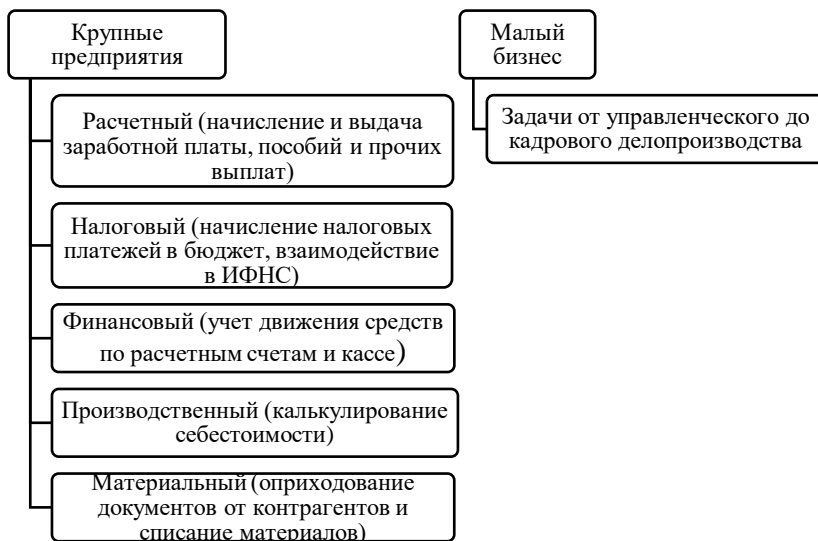 Крупные
предприятия
Расчетный (начисление и выдача
заработной платы, пособий и прочих
выплат)
Налоговый (начисление налоговых
платежей в бюджет, взаимодействие
в ИФНС)
Финансовый (учет движения средств
по расчетным счетам и кассе)
Производственный (калькулирование
себестоимости)
Материальный (оприходование
документов от контрагентов и
списание материалов)
Малый
бизнес
Задачи от управленческого до
кадрового делопроизводства